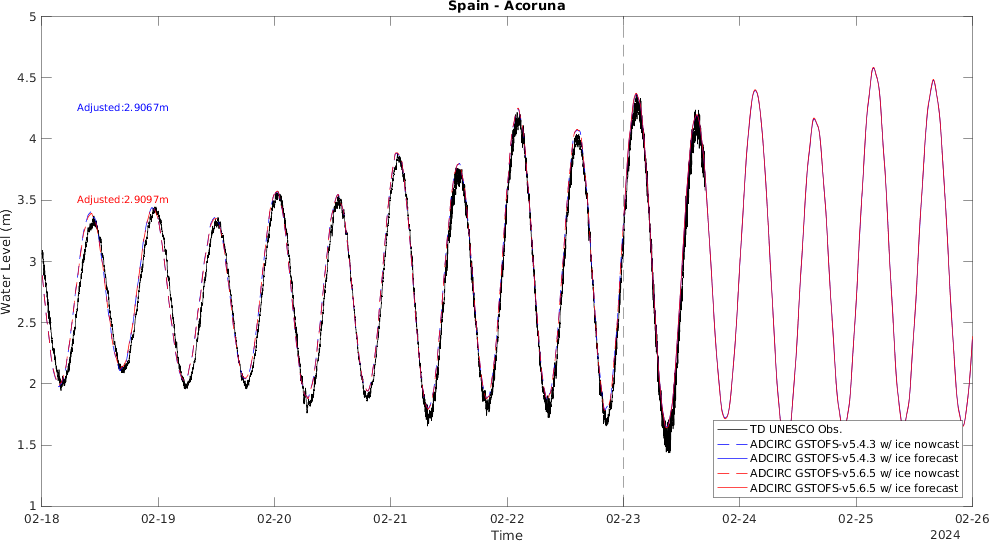 Spain - Acoruna
5
4.5
4
3.5
3
2.5
2
1.5
1
Water Level (m)
Adjusted:2.9067m
Adjusted:2.9097m
TD UNESCO Obs.
ADCIRC GSTOFS-v5.4.3 w/ ice nowcast
ADCIRC GSTOFS-v5.4.3 w/ ice forecast
ADCIRC GSTOFS-v5.6.5 w/ ice nowcast
ADCIRC GSTOFS-v5.6.5 w/ ice forecast
02-18 02-19 02-20 02-21 02-22 02-23 02-24 02-25 02-26
Time
2024